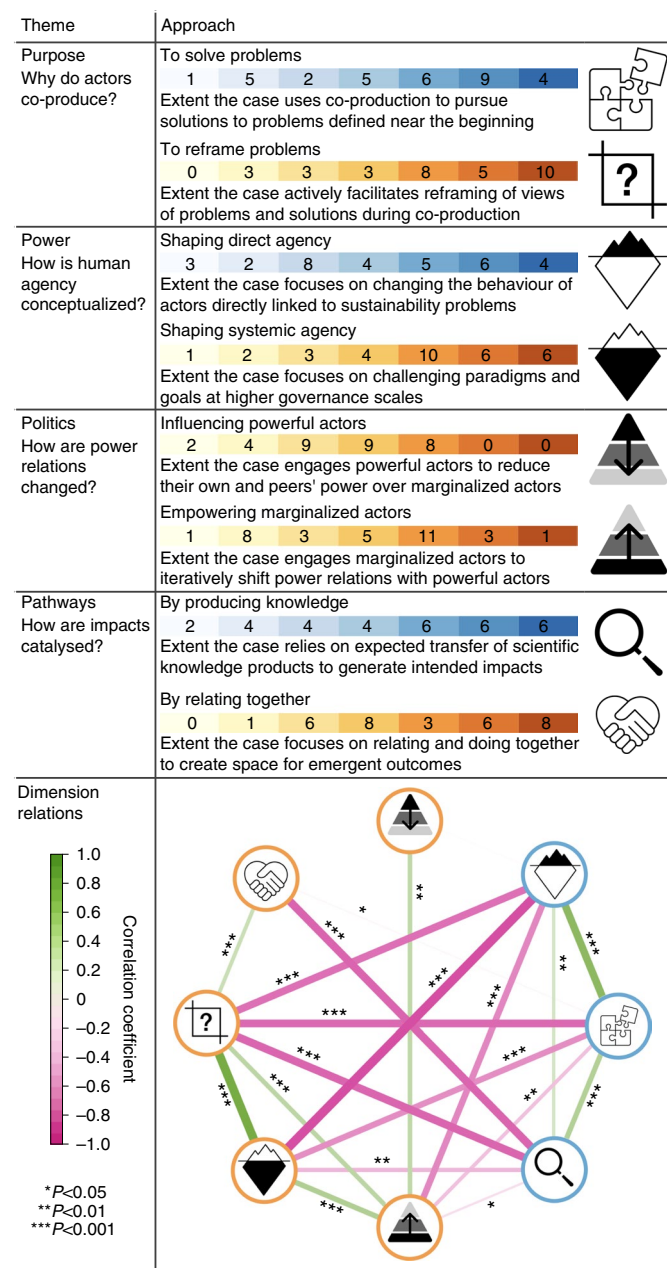 Theme
Approach
Purpose
Why do actors
co-produce?
To solve problems
1 5 2 5 6 9 4
Extent the case uses co-production to pursue
solutions to problems defined near the beginning
To reframe problems
0 3 3 3 8 5 10
Extent the case actively facilitates reframing of views
of problems and solutions during co-production
?
Power
How is human
agency
conceptualized?
Shaping direct agency
3 2 8 4 5 6 4
Extent the case focuses on changing the behaviour of
actors directly linked to sustainability problems
Shaping systemic agency
1 2 3 4 10 6 6
Extent the case focuses on challenging paradigms and
goals at higher governance scales
Politics
How are power
relations
changed?
Influencing powerful actors
2 4 9 9 8 0 0
Extent the case engages powerful actors to reduce
their own and peers' power over marginalized actors
Empowering marginalized actors
1 8 3 5 11 3 1
Extent the case engages marginalized actors to
iteratively shift power relations with powerful actors
Pathways
How are impacts
catalysed?
By producing knowledge
2 4 4 4 6 6 6
Extent the case relies on expected transfer of scientific
knowledge products to generate intended impacts
By relating together
0 1 6 8 3 6 8
Extent the case focuses on relating and doing together
to create space for emergent outcomes
Dimension
relations
1.0
0.8
0.6
0.4
0.2
0
–0.2
–0.4
–0.6
–0.8
–1.0
Correlation coefficient
*P<0.05
**P<0.01
***P<0.001
**
*
***
***
***
***
***
**
***
***
?
***
***
***
***
**
***
**
***
*